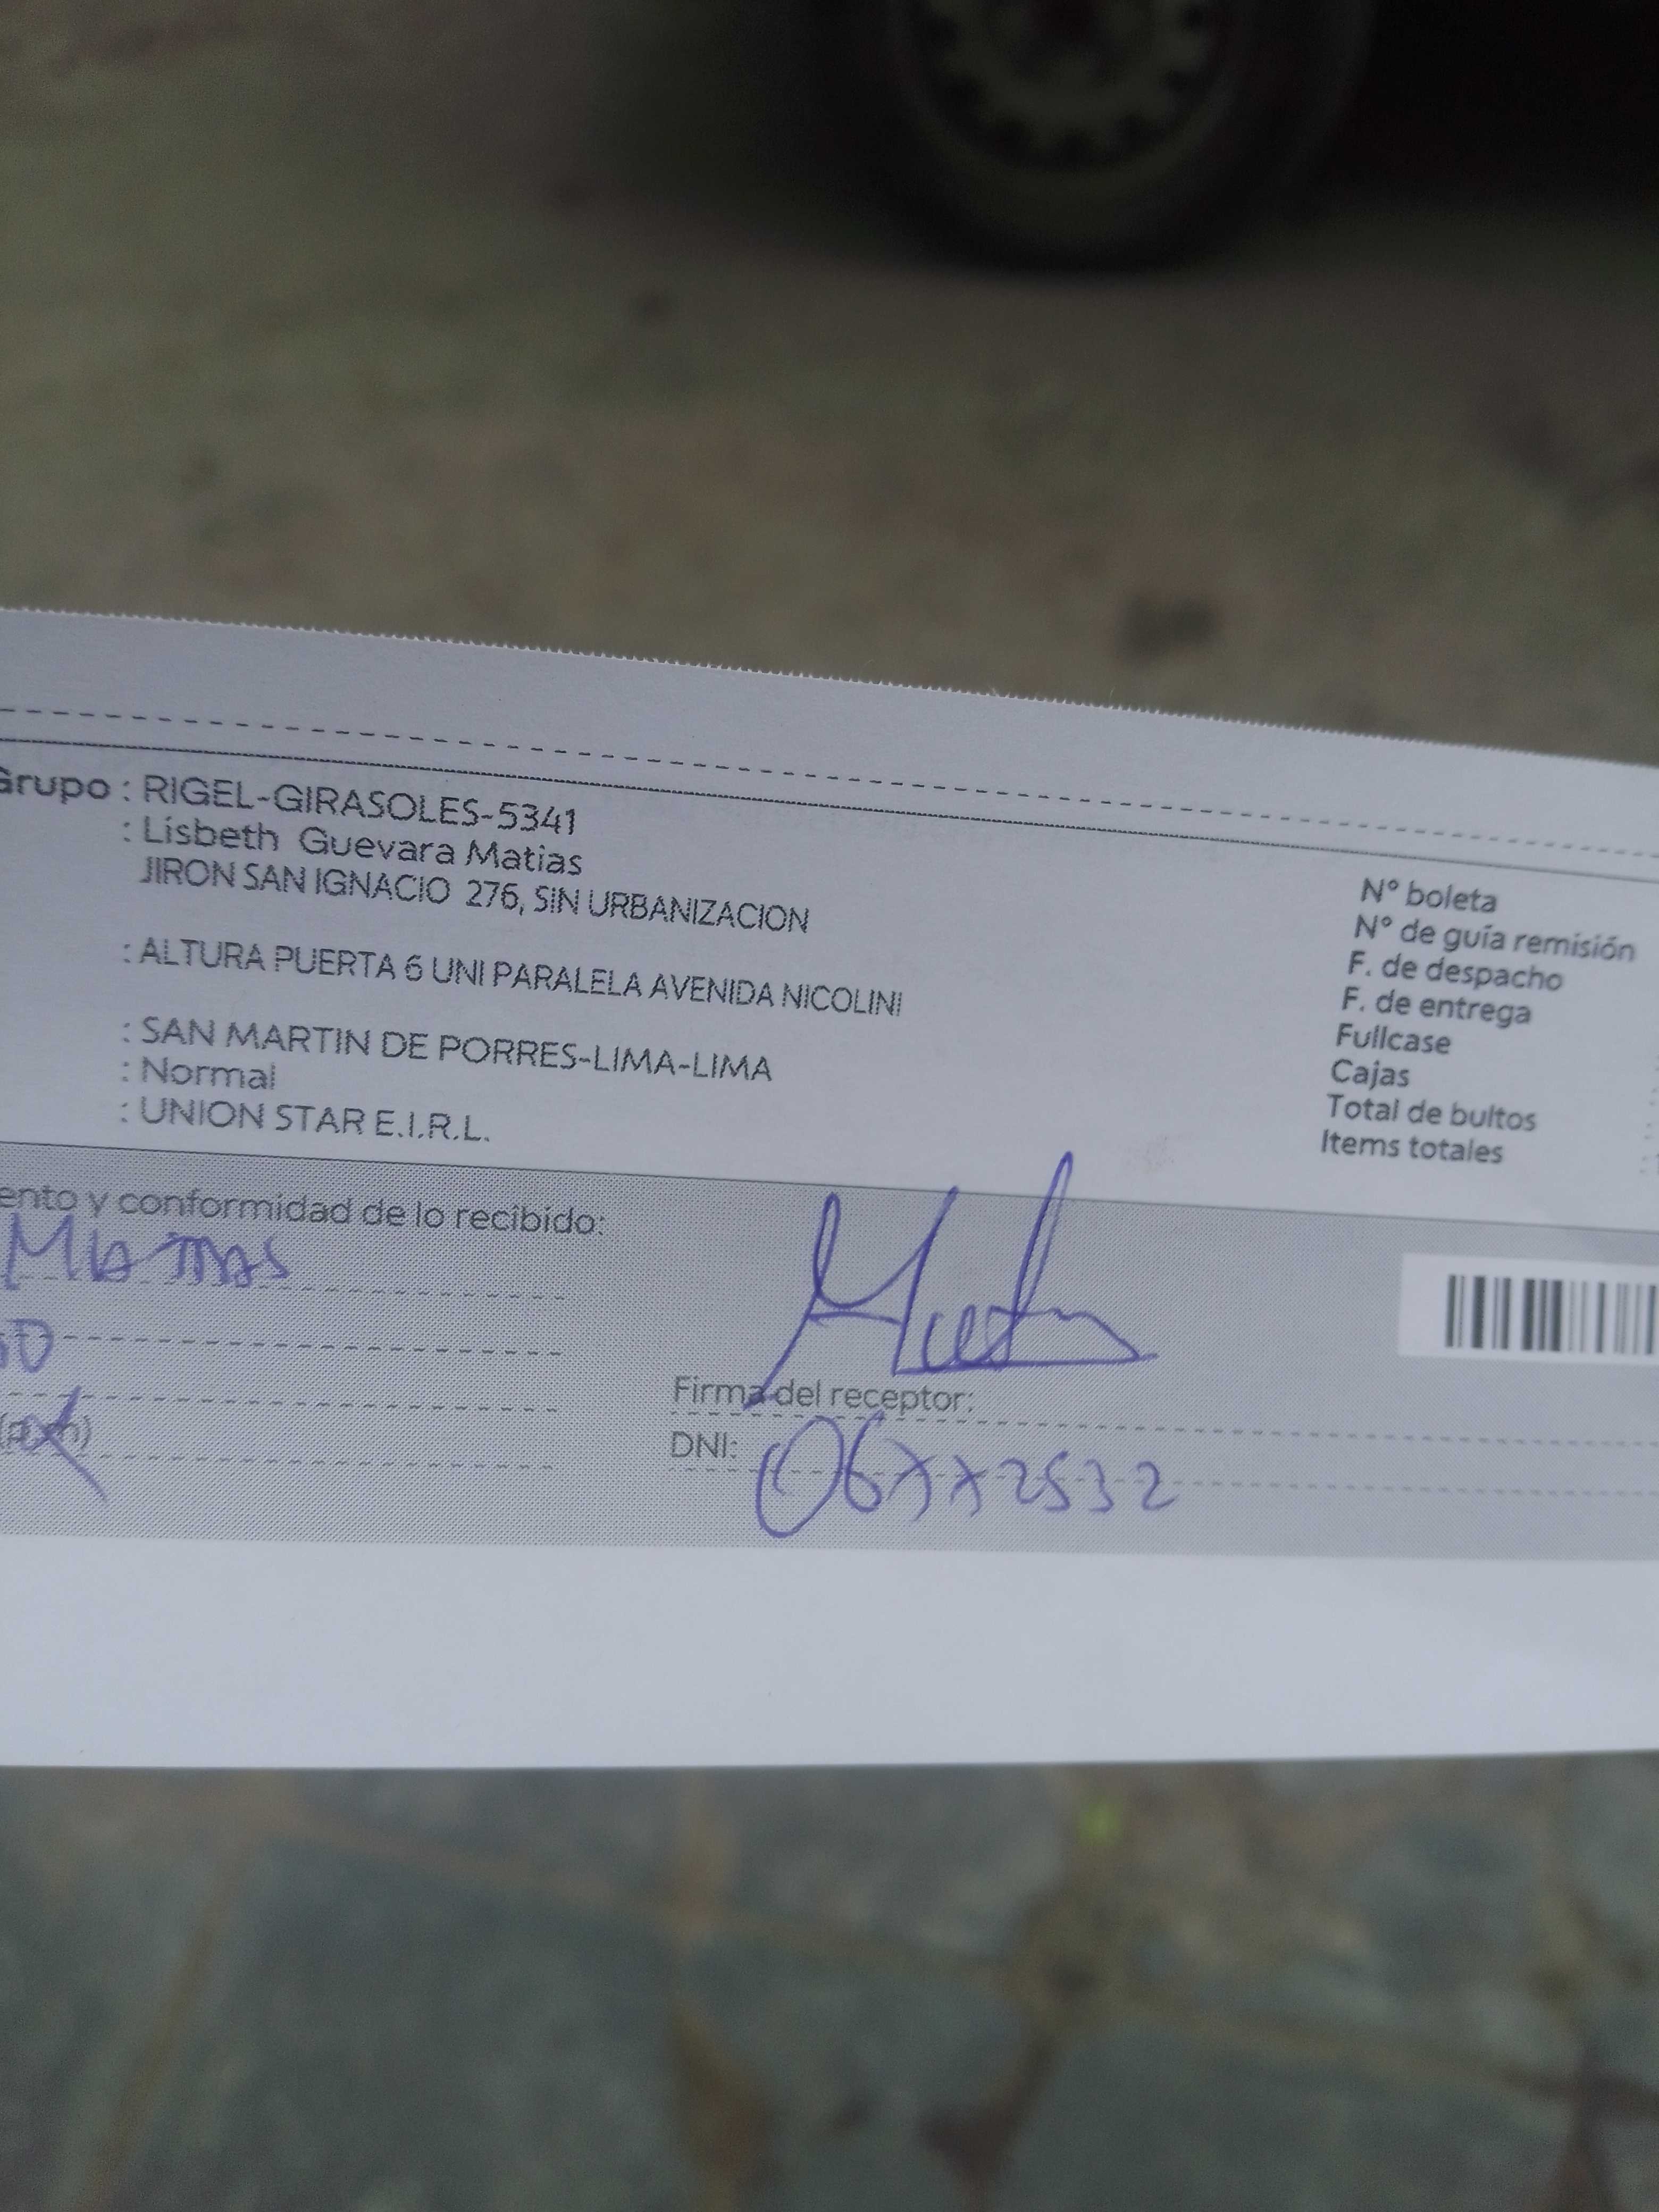 Grupo : RIGEL-GIRASOLES-5341
: Lisbeth Guevara Matias
JIRON SAN IGNACIO 276, SIN URBANIZACION
: ALTURA PUERTA 6 UNI PARALELA AVENIDA NICOLINI
: SAN MARTIN DE PORRES-LIMA-LIMA
: Normal
: UNION STAR E.I.R.L.
N° boleta
N° de guía remisión
F. de despacho
F. de entrega
Fullcase
Cajas
Total de bultos
Items totales
ento y conformidad de lo recibido:
Firma del receptor:
DNI: 06xx2532